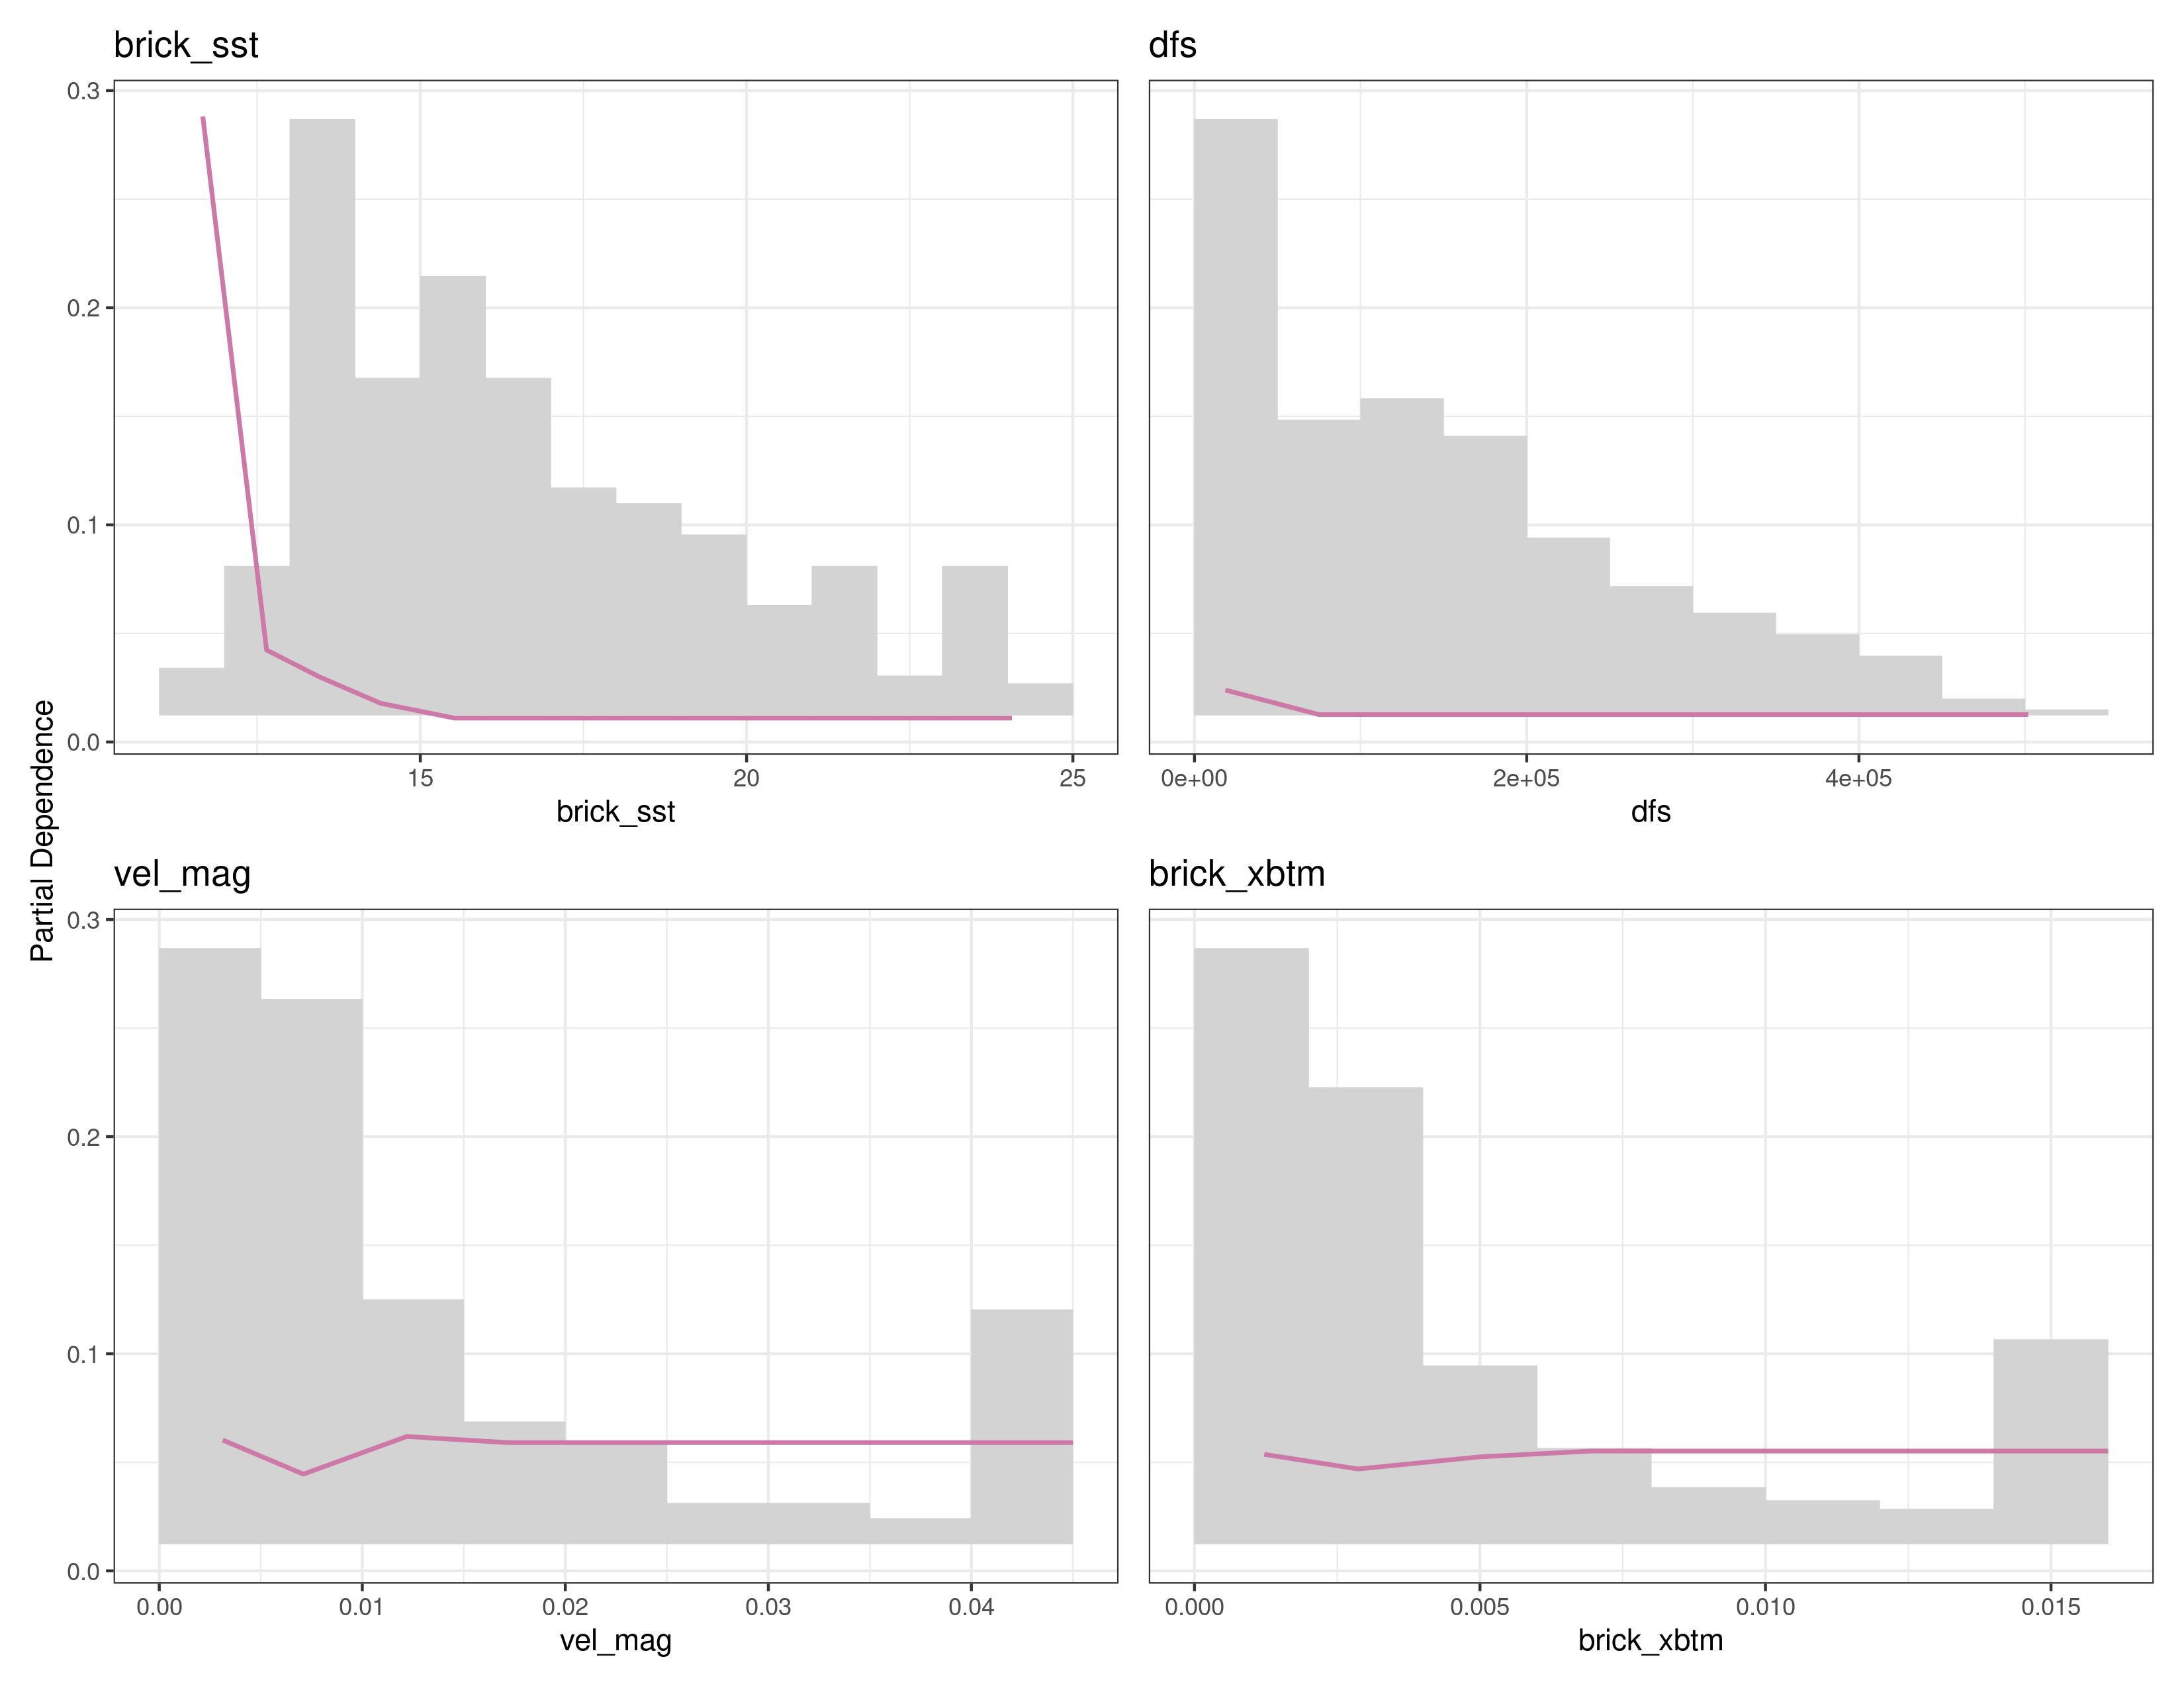 brick_sst
dfs
0.3
0.2
0.1
0.0
15
20
25
0e+00
2e+05
4e+05
brick_sst
dfs
Partial Dependence
vel_mag
brick_xbtm
0.3
0.2
0.1
0.0
0.00
0.01
0.02
0.03
0.04
0.000
0.005
0.010
0.015
vel_mag
brick_xbtm